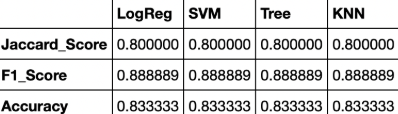 LogReg SVM Tree KNN
Jaccard_Score 0.800000 0.800000 0.800000 0.800000
F1_Score 0.888889 0.888889 0.888889 0.888889
Accuracy 0.833333 0.833333 0.833333 0.833333